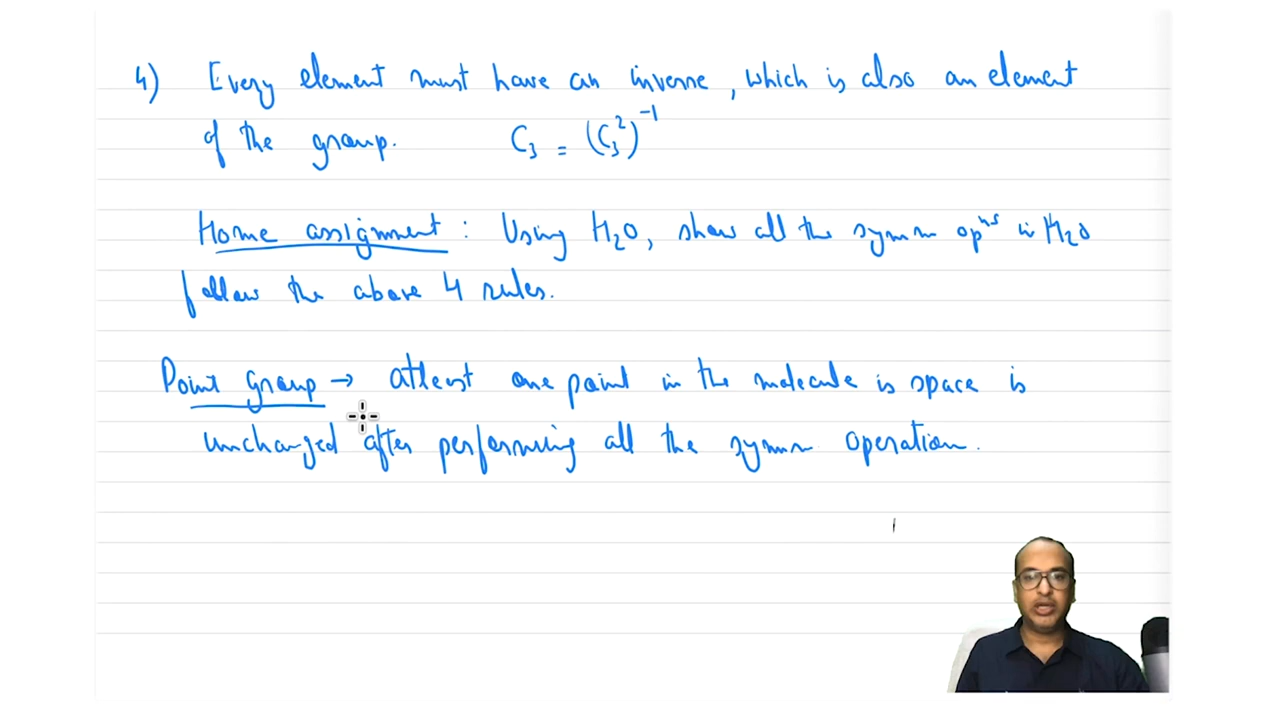 4) Every element must have an inverse, which is also an element
of the group. C₃ = (C₃²)⁻¹
Home assignment : Using H₂O, show all the symm opⁿˢ in H₂O
follow the above 4 rules.
Point Group → atleast one point in the molecule is space is
unchanged after performing all the symm operation.